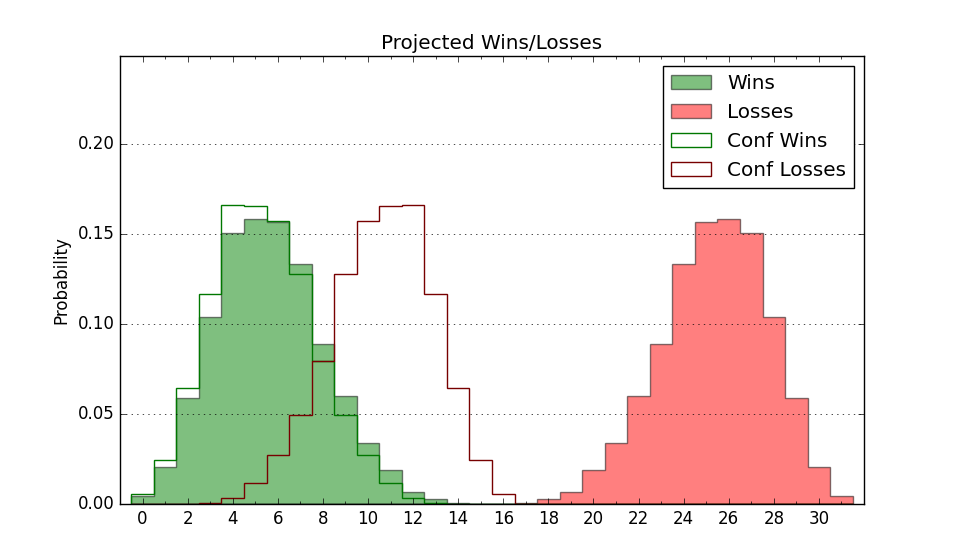 Projected Wins/Losses
Wins
Losses
Conf Wins
Conf Losses
Probability
0.20
0.15
0.10
0.05
0.00
0 2 4 6 8 10 12 14 16 18 20 22 24 26 28 30